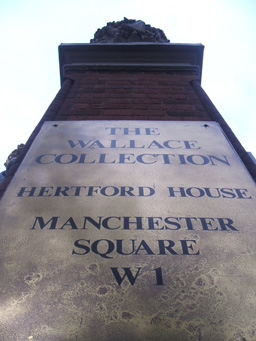 THE
WALLACE
COLLECTION
HERTFORD HOUSE
MANCHESTER
SQUARE
W1